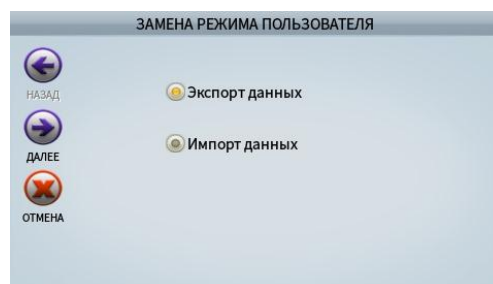 ЗАМЕНА РЕЖИМА ПОЛЬЗОВАТЕЛЯ
НАЗАД
Экспорт данных
Импорт данных
ДАЛЕЕ
ОТМЕНА